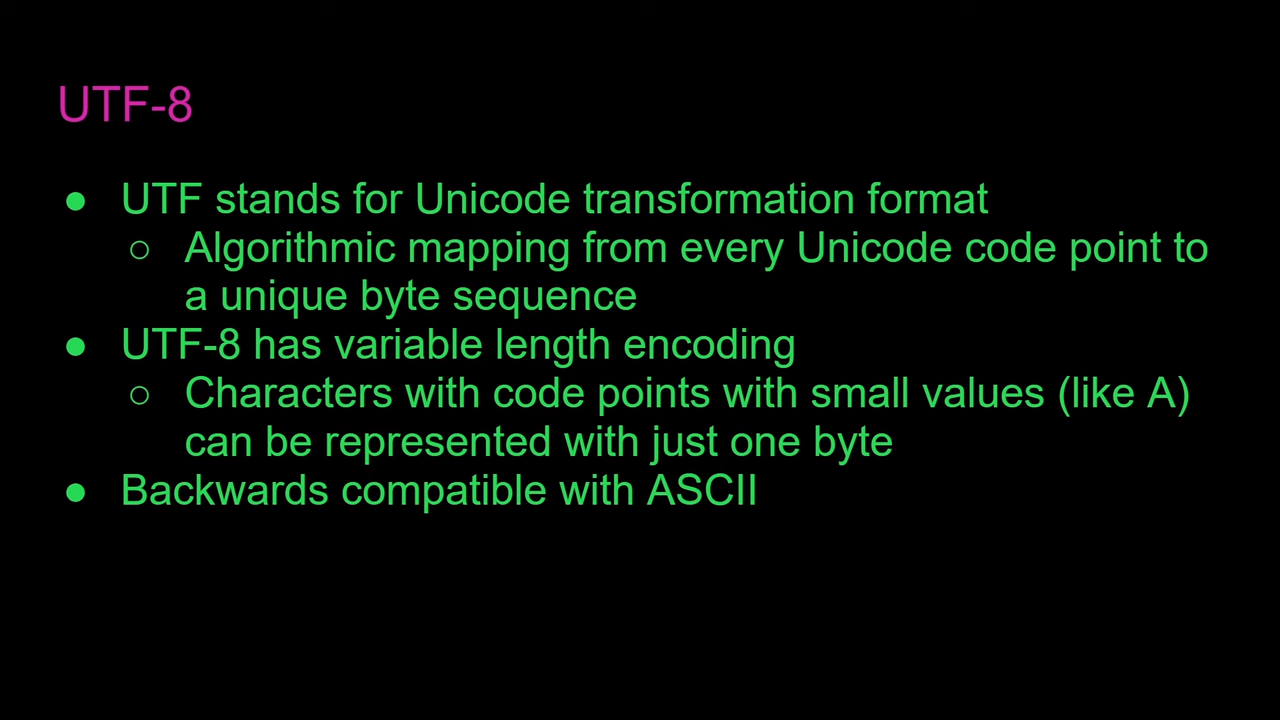 UTF-8
● UTF stands for Unicode transformation format
○ Algorithmic mapping from every Unicode code point to
a unique byte sequence
● UTF-8 has variable length encoding
○ Characters with code points with small values (like A)
can be represented with just one byte
● Backwards compatible with ASCII